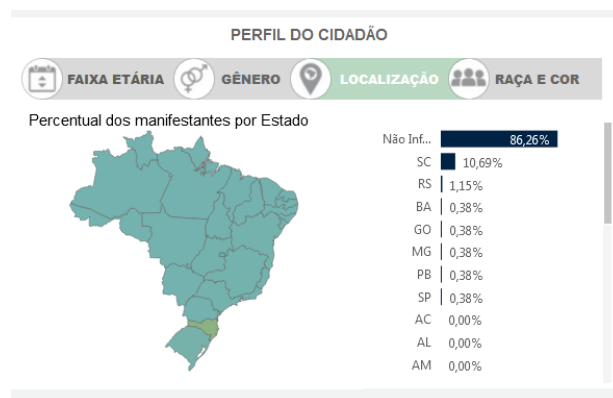 PERFIL DO CIDADÃO
FAIXA ETÁRIA
GÊNERO
LOCALIZAÇÃO
RAÇA E COR
Percentual dos manifestantes por Estado
Não Inf... 86,26%
SC 10,69%
RS 1,15%
BA 0,38%
GO 0,38%
MG 0,38%
PB 0,38%
SP 0,38%
AC 0,00%
AL 0,00%
AM 0,00%